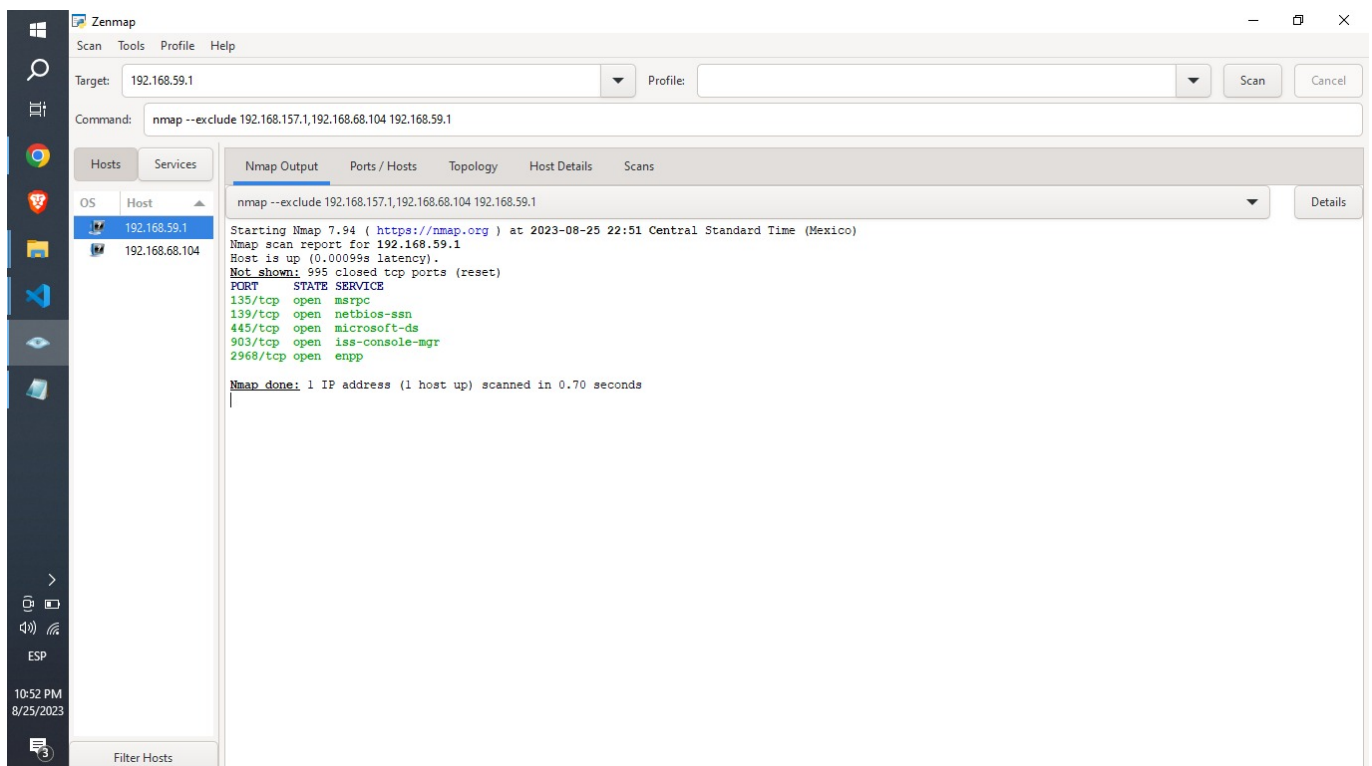 Zenmap
Scan Tools Profile Help
Target: 192.168.59.1 Profile: Scan Cancel
Command: nmap --exclude 192.168.157.1,192.168.68.104 192.168.59.1
Hosts Services Nmap Output Ports / Hosts Topology Host Details Scans
OS Host nmap --exclude 192.168.157.1,192.168.68.104 192.168.59.1 Details
192.168.59.1
192.168.68.104
Starting Nmap 7.94 ( https://nmap.org ) at 2023-08-25 22:51 Central Standard Time (Mexico)
Nmap scan report for 192.168.59.1
Host is up (0.00099s latency).
Not shown: 995 closed tcp ports (reset)
PORT STATE SERVICE
135/tcp open msrpc
139/tcp open netbios-ssn
445/tcp open microsoft-ds
903/tcp open iss-console-mgr
2968/tcp open enpp
Nmap done: 1 IP address (1 host up) scanned in 0.70 seconds
ESP
10:52 PM
8/25/2023
3
Filter Hosts